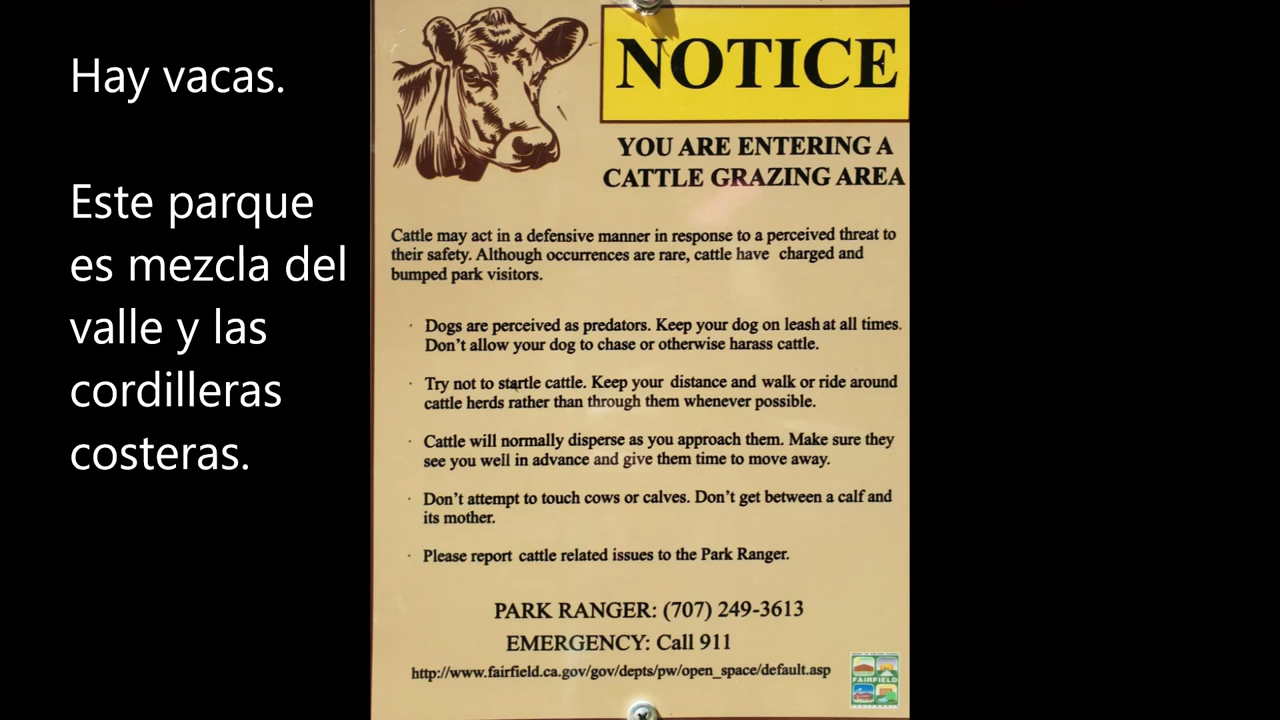 Hay vacas.
Este parque
es mezcla del
valle y las
cordilleras
costeras.
NOTICE
YOU ARE ENTERING A
CATTLE GRAZING AREA
Cattle may act in a defensive manner in response to a perceived threat to
their safety. Although occurrences are rare, cattle have charged and
bumped park visitors.
· Dogs are perceived as predators. Keep your dog on leash at all times.
Don't allow your dog to chase or otherwise harass cattle.
· Try not to startle cattle. Keep your distance and walk or ride around
cattle herds rather than through them whenever possible.
· Cattle will normally disperse as you approach them. Make sure they
see you well in advance and give them time to move away.
· Don't attempt to touch cows or calves. Don't get between a calf and
its mother.
· Please report cattle related issues to the Park Ranger.
PARK RANGER: (707) 249-3613
EMERGENCY: Call 911
http://www.fairfield.ca.gov/gov/depts/pw/open_space/default.asp
FAIRFIELD